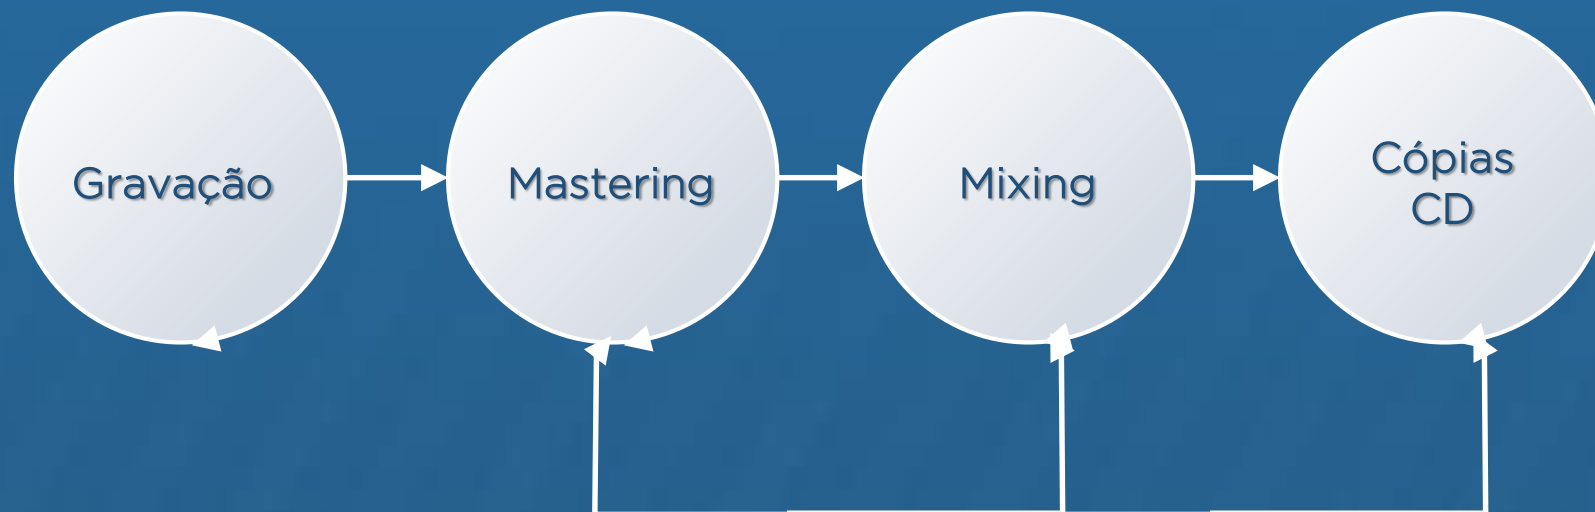 Gravação
Mastering
Mixing
Cópias
CD